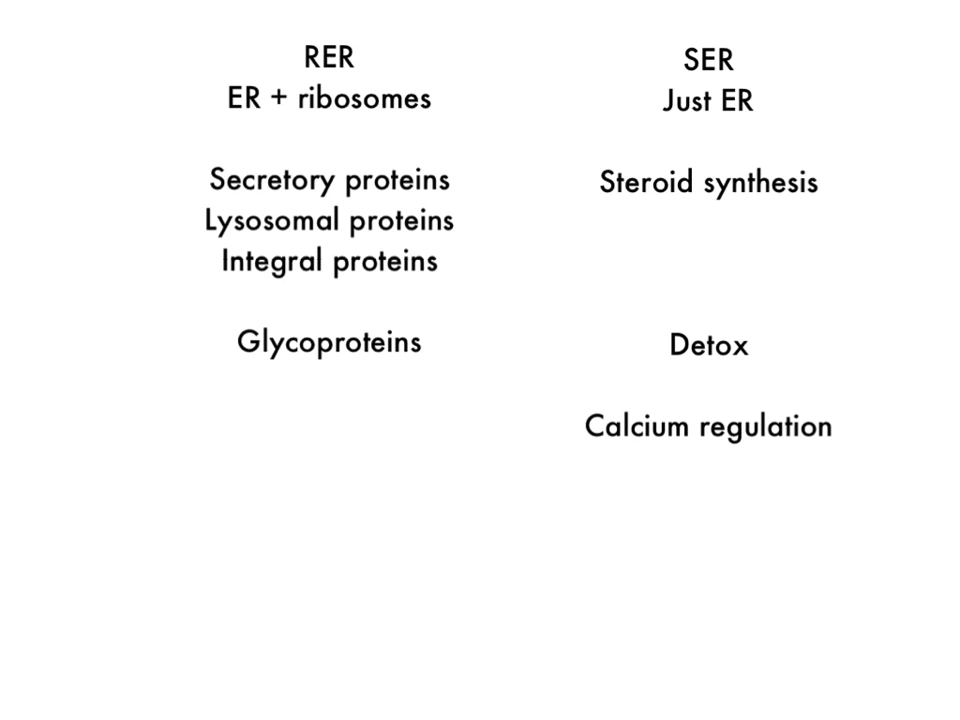 RER
ER + ribosomes
Secretory proteins
Lysosomal proteins
Integral proteins
Glycoproteins
SER
Just ER
Steroid synthesis
Detox
Calcium regulation